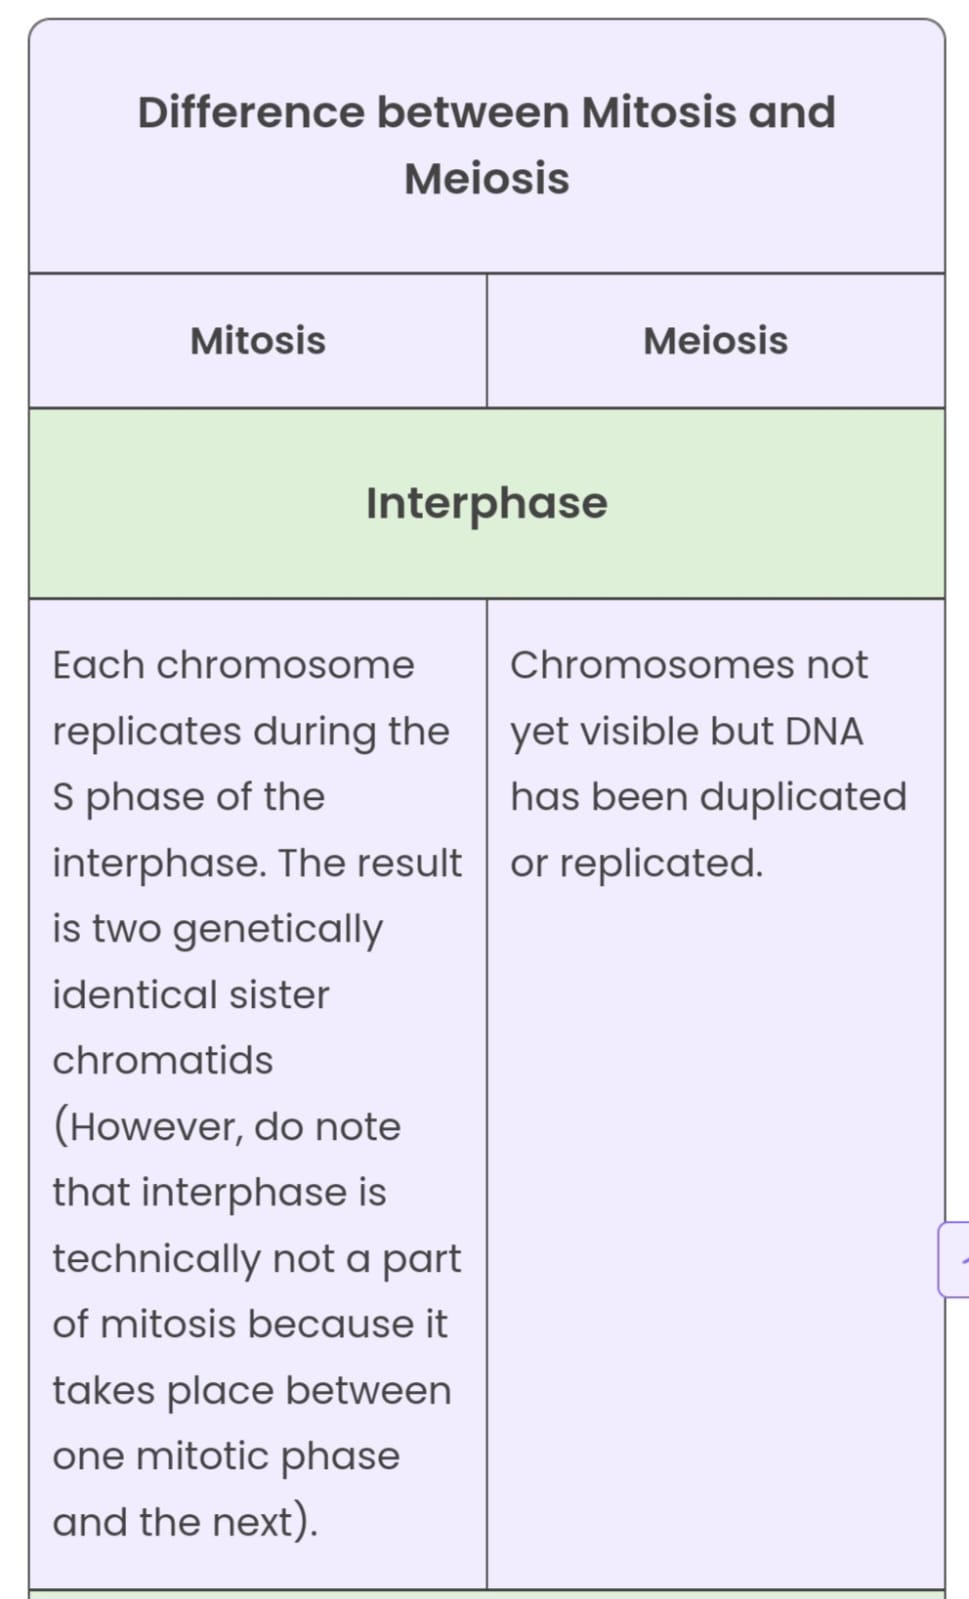 Difference between Mitosis and
Meiosis
Mitosis
Meiosis
Interphase
Each chromosome
replicates during the
S phase of the
interphase. The result
is two genetically
identical sister
chromatids
(However, do note
that interphase is
technically not a part
of mitosis because it
takes place between
one mitotic phase
and the next).
Chromosomes not
yet visible but DNA
has been duplicated
or replicated.